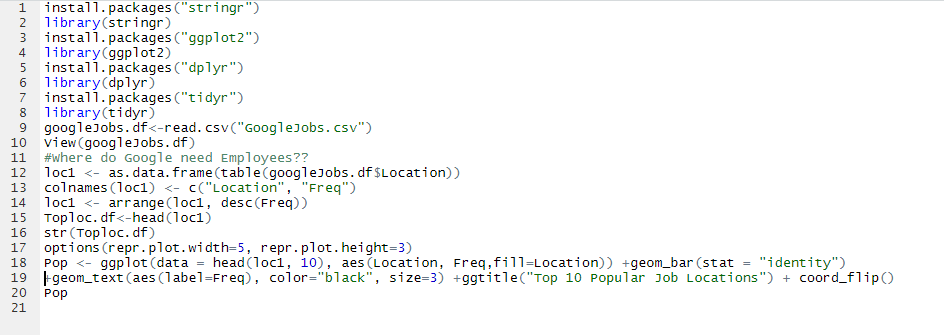 1 install.packages("stringr")
2 library(stringr)
3 install.packages("ggplot2")
4 library(ggplot2)
5 install.packages("dplyr")
6 library(dplyr)
7 install.packages("tidyr")
8 library(tidyr)
9 googleJobs.df<-read.csv("GoogleJobs.csv")
10 View(googleJobs.df)
11 #Where do Google need Employees??
12 loc1 <- as.data.frame(table(googleJobs.df$Location))
13 colnames(loc1) <- c("Location", "Freq")
14 loc1 <- arrange(loc1, desc(Freq))
15 Toploc.df<-head(loc1)
16 str(Toploc.df)
17 options(repr.plot.width=5, repr.plot.height=3)
18 Pop <- ggplot(data = head(loc1, 10), aes(Location, Freq,fill=Location)) +geom_bar(stat = "identity")
19 +geom_text(aes(label=Freq), color="black", size=3) +ggtitle("Top 10 Popular Job Locations") + coord_flip()
20 Pop
21